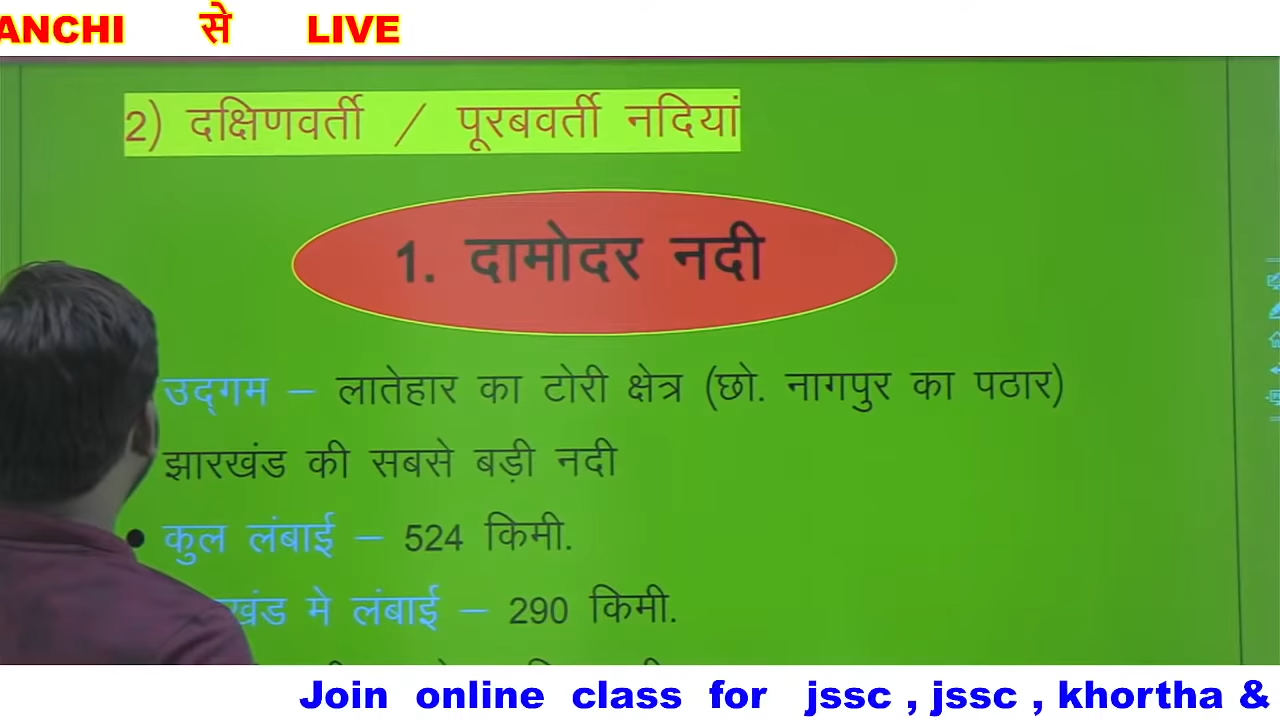 ANCHI से LIVE
2) दक्षिणवर्ती / पूरबवर्ती नदियां
1. दामोदर नदी
उद्गम – लातेहार का टोरी क्षेत्र (छो. नागपुर का पठार)
झारखंड की सबसे बड़ी नदी
• कुल लंबाई – 524 किमी.
खंड मे लंबाई – 290 किमी.
Join online class for jssc , jssc , khortha &